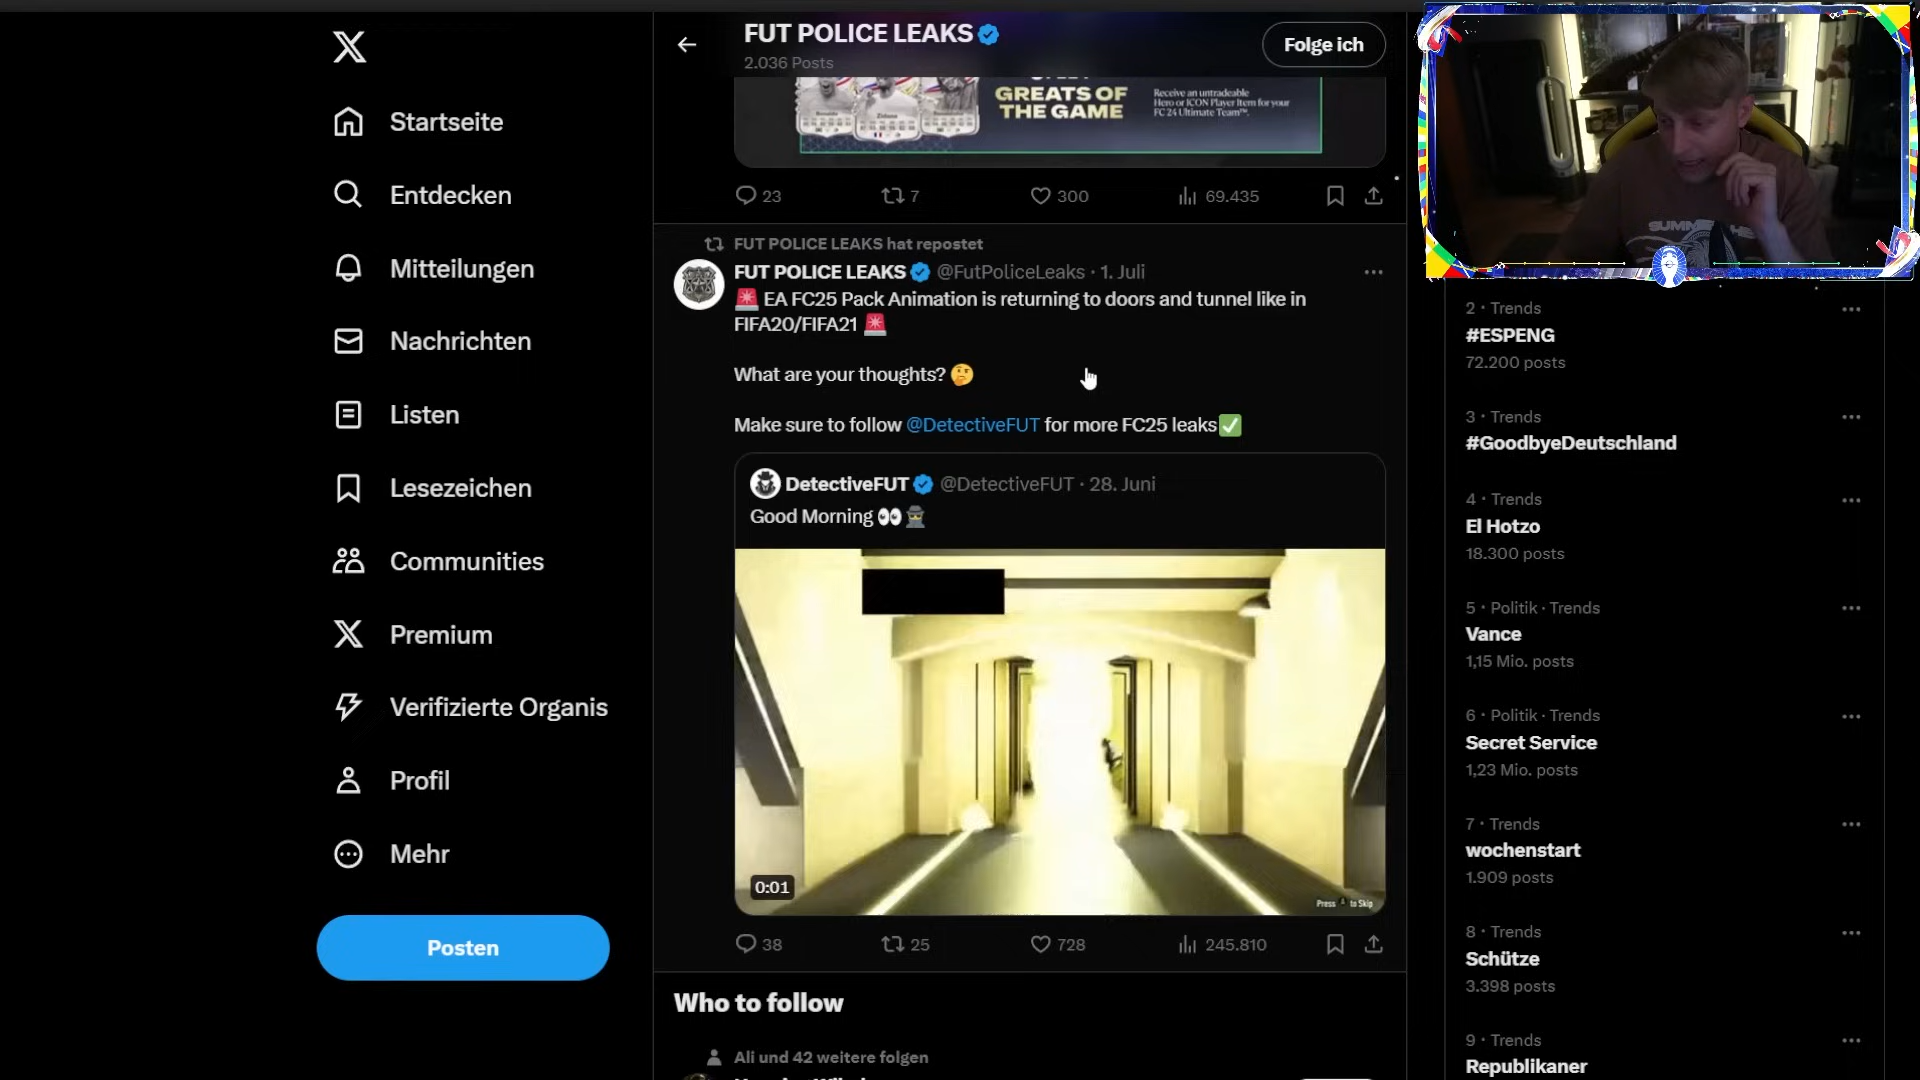 Startseite
Entdecken
Mitteilungen
Nachrichten
Listen
Lesezeichen
Communities
Premium
Verifizierte Organis
Profil
Mehr
Posten
FUT POLICE LEAKS
2.036 Posts
Folge ich
GREATS OF
THE GAME
Receive an untradeable
Hero or ICON Player Item for your
FC 24 Ultimate Team™.
23 7 300 69.435
FUT POLICE LEAKS hat repostet
FUT POLICE LEAKS @FutPoliceLeaks · 1. Juli
🚨 EA FC25 Pack Animation is returning to doors and tunnel like in
FIFA20/FIFA21 🚨
What are your thoughts? 🤔
Make sure to follow @DetectiveFUT for more FC25 leaks✅
DetectiveFUT @DetectiveFUT · 28. Juni
Good Morning 👀🕵️
0:01
Press to Skip
38 25 728 245.810
Who to follow
Ali und 42 weitere folgen
2 · Trends
#ESPENG
72.200 posts
3 · Trends
#GoodbyeDeutschland
4 · Trends
El Hotzo
18.300 posts
5 · Politik · Trends
Vance
1,15 Mio. posts
6 · Politik · Trends
Secret Service
1,23 Mio. posts
7 · Trends
wochenstart
1.909 posts
8 · Trends
Schütze
3.398 posts
9 · Trends
Republikaner